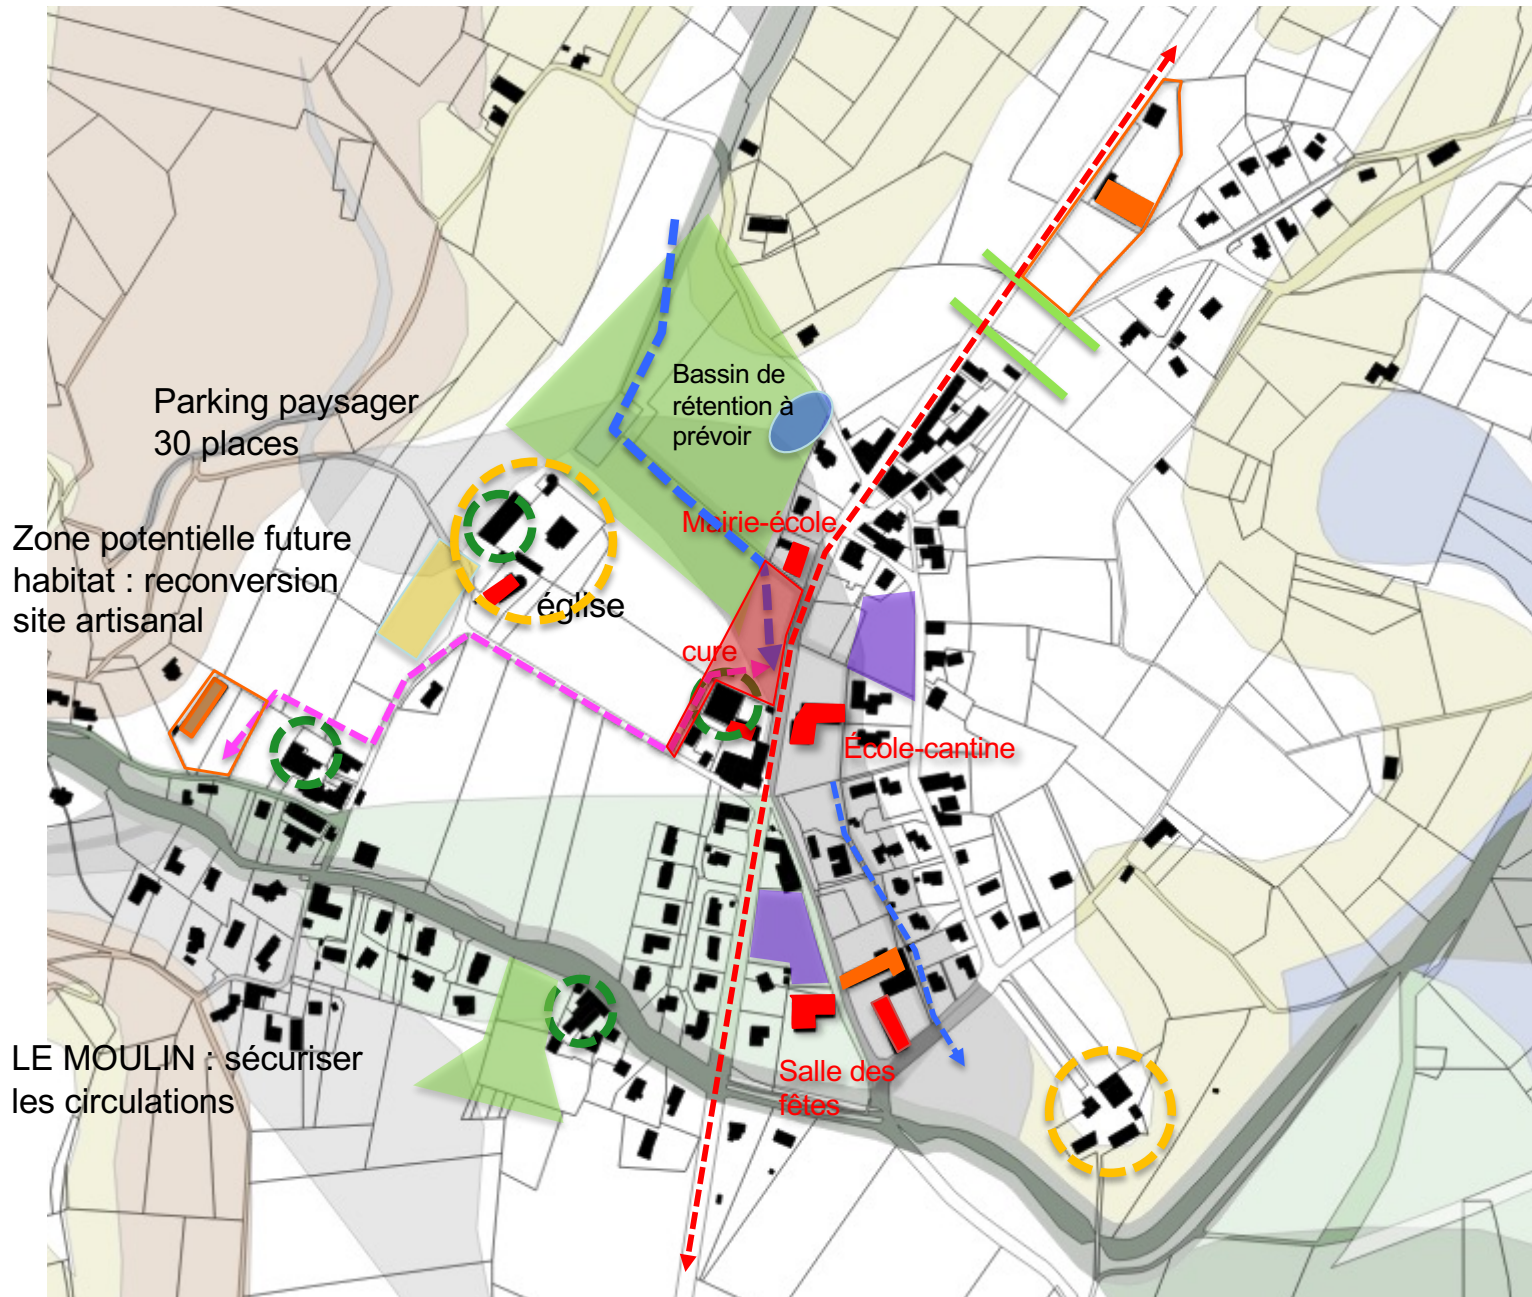 Bassin de
rétention à
prévoir
Parking paysager
30 places
Mairie-école
Zone potentielle future
habitat : reconversion
site artisanal
église
cure
École-cantine
LE MOULIN : sécuriser
les circulations
Salle des
fêtes